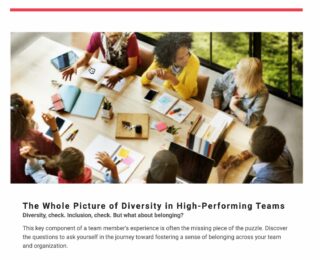 The Whole Picture of Diversity in High-Performing Teams
Diversity, check. Inclusion, check. But what about belonging?
This key component of a team member's experience is often the missing piece of the puzzle. Discover
the questions to ask yourself in the journey toward fostering a sense of belonging across your team
and organization.